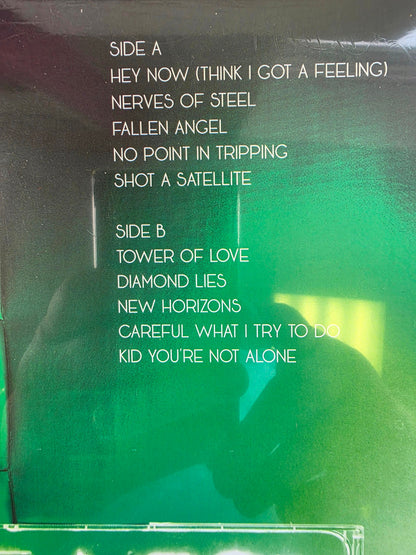 SIDE A
HEY NOW (THINK I GOT A FEELING)
NERVES OF STEEL
FALLEN ANGEL
NO POINT IN TRIPPING
SHOT A SATELLITE
SIDE B
TOWER OF LOVE
DIAMOND LIES
NEW HORIZONS
CAREFUL WHAT I TRY TO DO
KID YOU'RE NOT ALONE